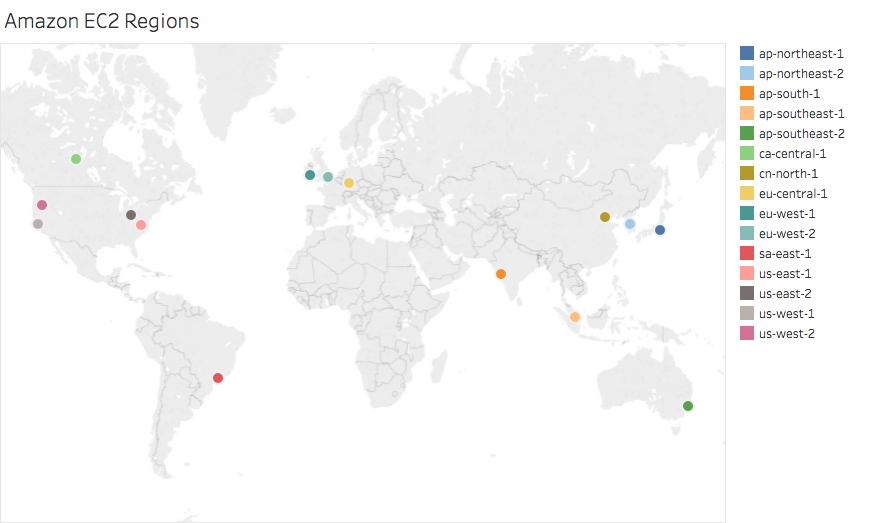 Amazon EC2 Regions
ap-northeast-1
ap-northeast-2
ap-south-1
ap-southeast-1
ap-southeast-2
ca-central-1
cn-north-1
eu-central-1
eu-west-1
eu-west-2
sa-east-1
us-east-1
us-east-2
us-west-1
us-west-2